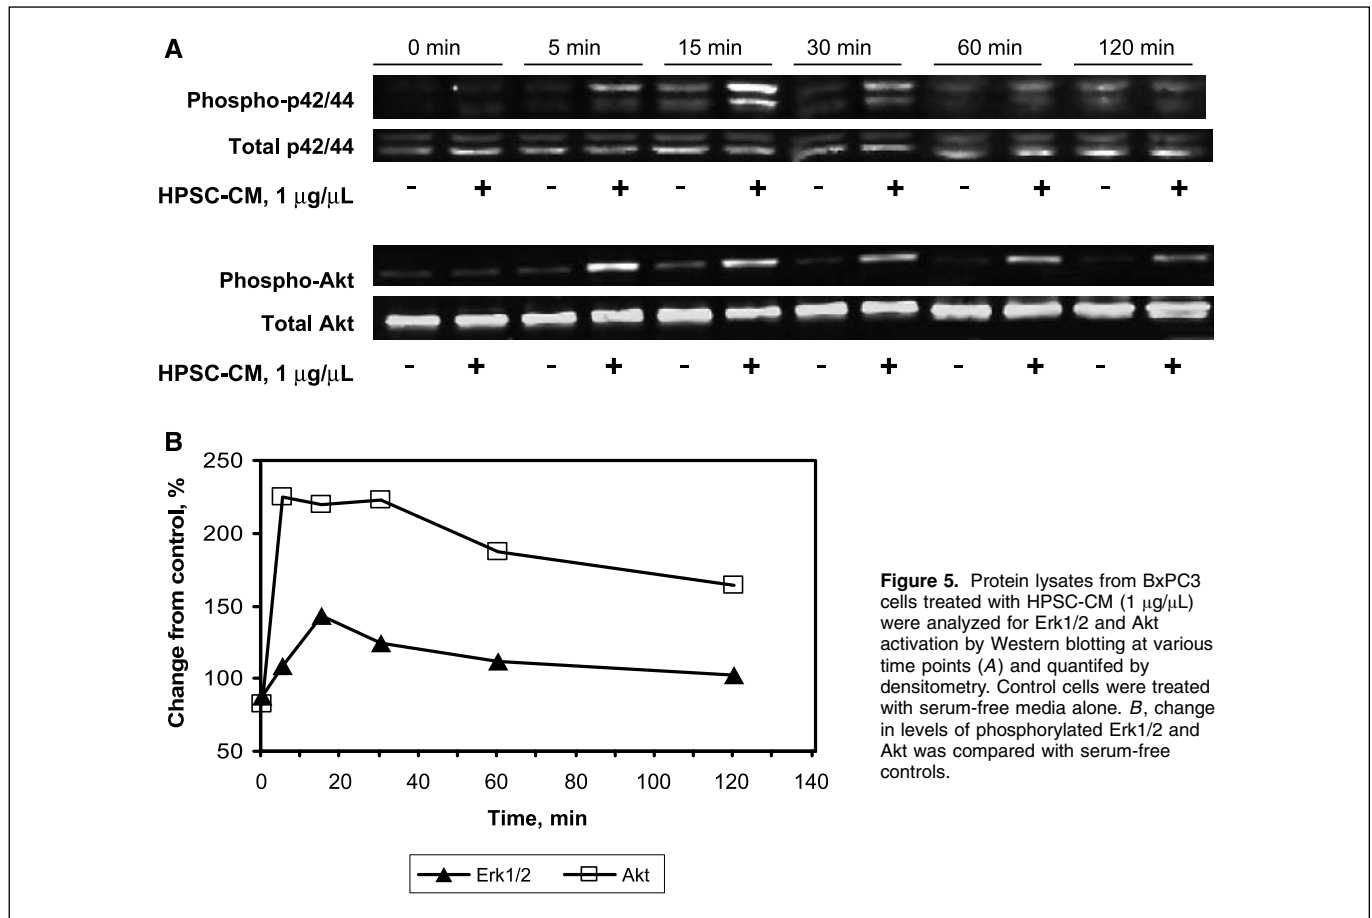 A
0 min 5 min 15 min 30 min 60 min 120 min
Phospho-p42/44
Total p42/44
HPSC-CM, 1 µg/µL - + - + - + - + - + - +
Phospho-Akt
Total Akt
HPSC-CM, 1 µg/µL - + - + - + - + - + - +
B
Change from control, %
250
200
150
100
50
0 20 40 60 80 100 120 140
Time, min
Erk1/2 Akt
Figure 5. Protein lysates from BxPC3
cells treated with HPSC-CM (1 µg/µL)
were analyzed for Erk1/2 and Akt
activation by Western blotting at various
time points (A) and quantifed by
densitometry. Control cells were treated
with serum-free media alone. B, change
in levels of phosphorylated Erk1/2 and
Akt was compared with serum-free
controls.